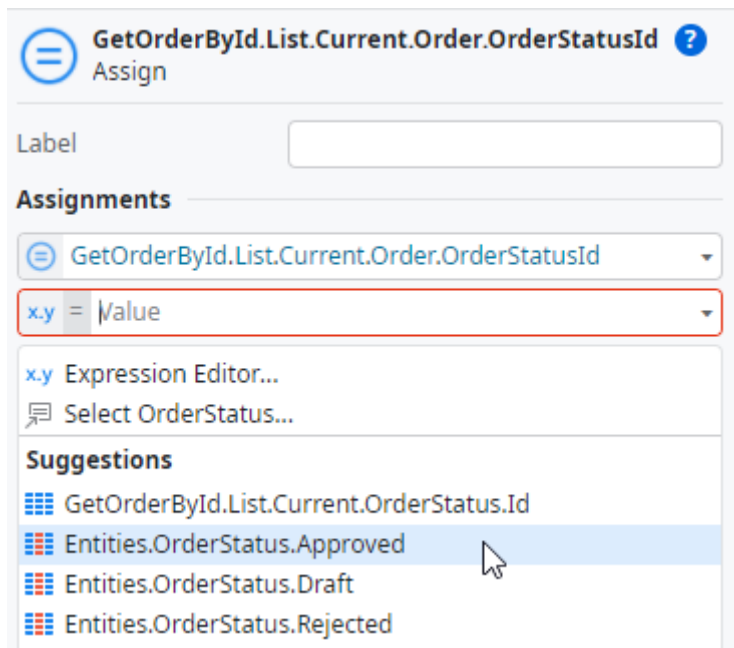 GetOrderById.List.Current.Order.OrderStatusId ?
Assign
Label
Assignments
GetOrderById.List.Current.Order.OrderStatusId
x.y = Value
x.y Expression Editor...
Select OrderStatus...
Suggestions
GetOrderById.List.Current.OrderStatus.Id
Entities.OrderStatus.Approved
Entities.OrderStatus.Draft
Entities.OrderStatus.Rejected